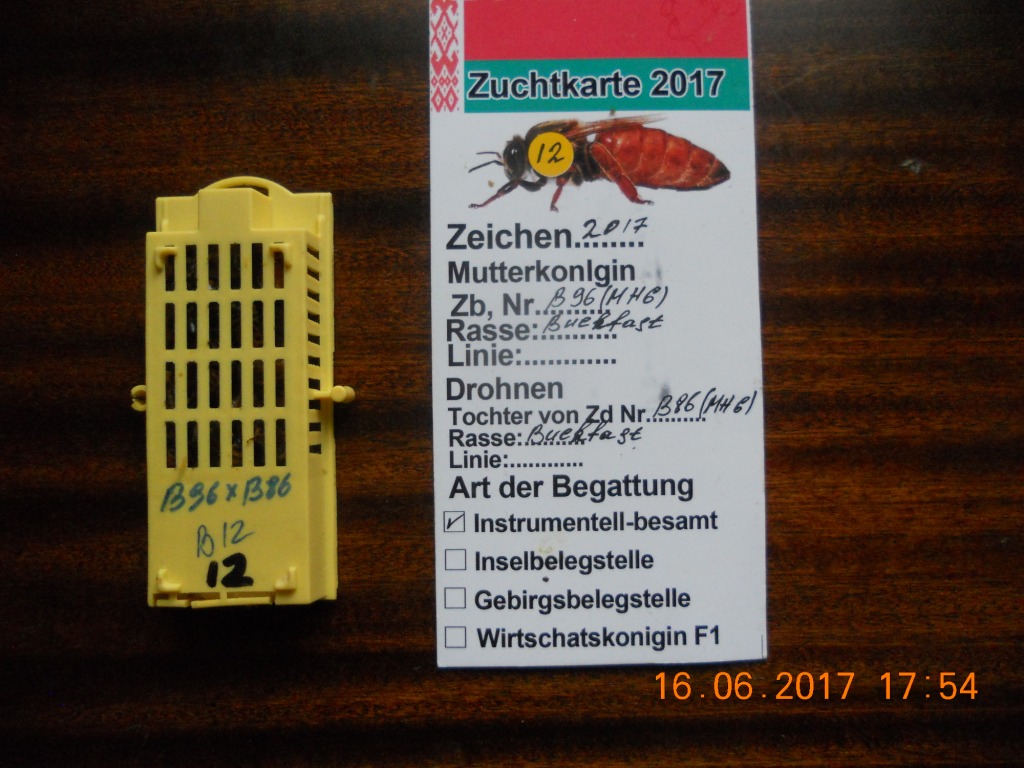 Zuchtkarte 2017
12
Zeichen 2017
Mutterkonlgin
Zb, Nr. B96 (MHG)
Rasse: Buckfast
Linie:............
Drohnen
Tochter von Zd Nr. B86 (MHG)
Rasse: Buckfast
Linie:............
Art der Begattung
☑ Instrumentell-besamt
☐ Inselbelegstelle
☐ Gebirgsbelegstelle
☐ Wirtschatskonigin F1
B96 x B86
B12
12
16.06.2017 17:54